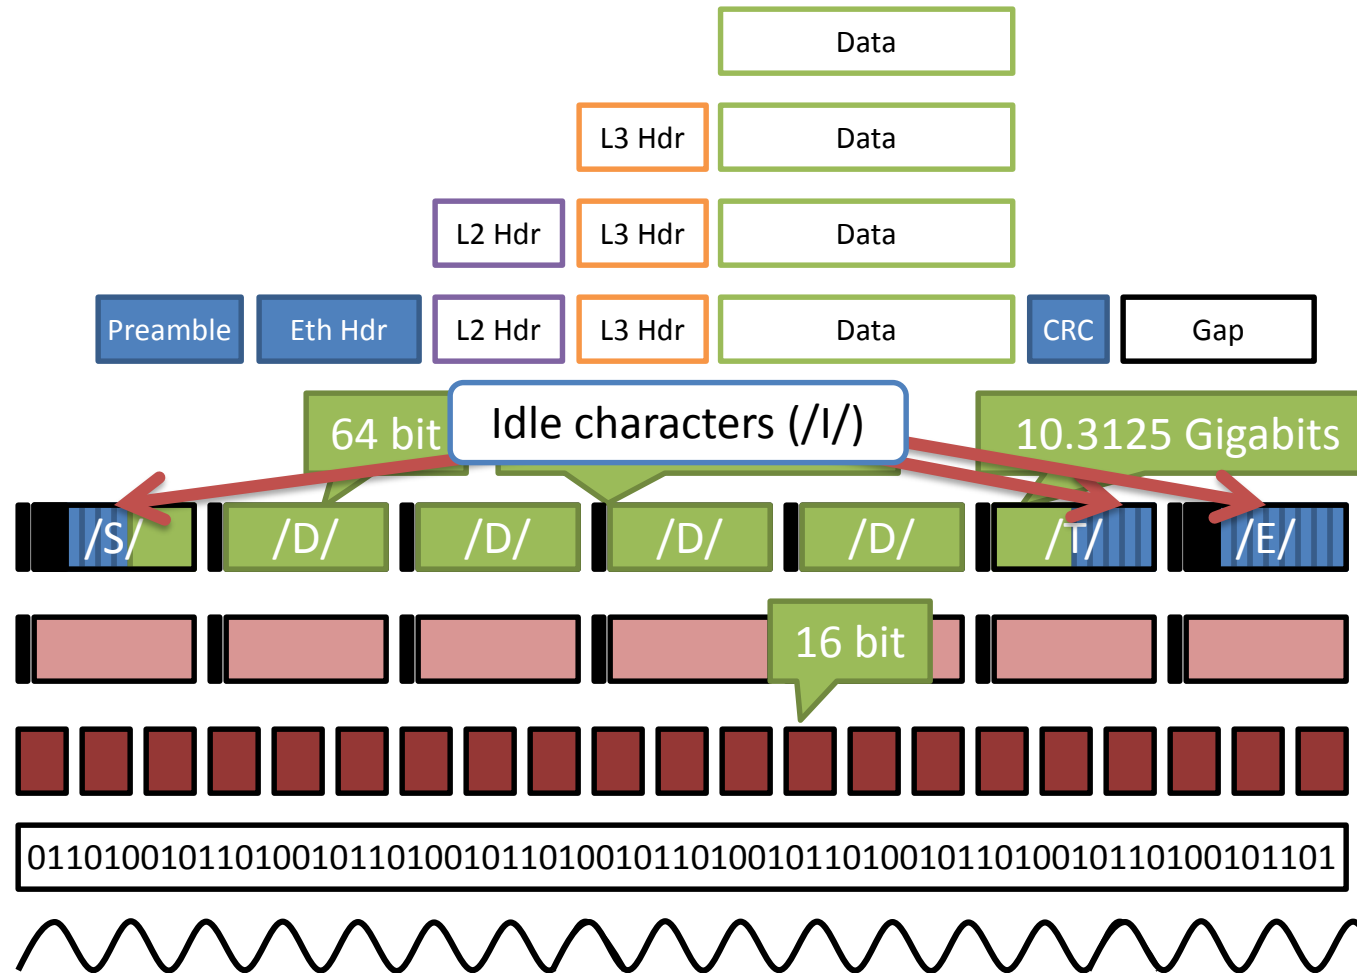 Data
L3 Hdr Data
L2 Hdr L3 Hdr Data
Preamble Eth Hdr L2 Hdr L3 Hdr Data CRC Gap
64 bit Idle characters (/I/) 10.3125 Gigabits
/S/ /D/ /D/ /D/ /D/ /T/ /E/
16 bit
011010010110100101101001011010010110100101101001011010010110100101101